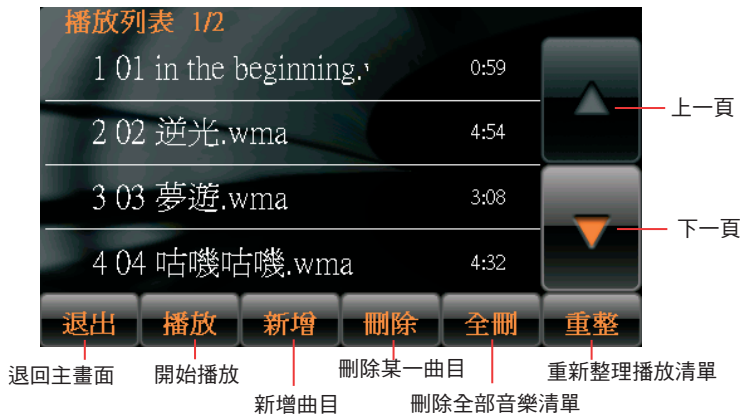 播放列表 1/2
1 01 in the beginning.
0:59
2 02 逆光.wma
4:54
3 03 夢遊.wma
3:08
4 04 咕嘰咕嘰.wma
4:32
上一頁
下一頁
退出
播放
新增
刪除
全刪
重整
退回主畫面
開始播放
新增曲目
刪除某一曲目
刪除全部音樂清單
重新整理播放清單